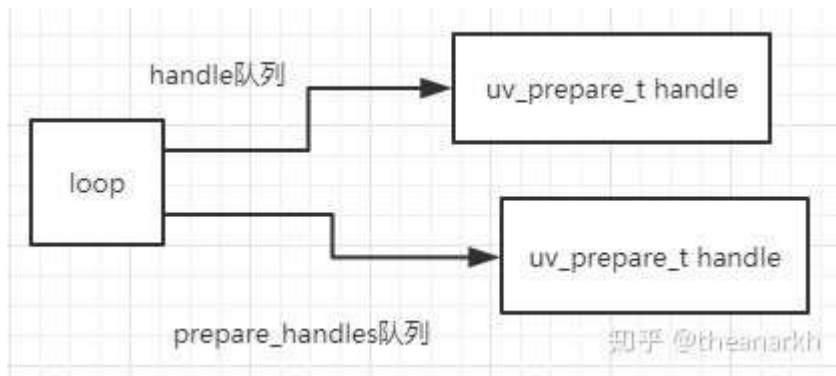 handle队列
uv_prepare_t handle
loop
uv_prepare_t handle
prepare_handles队列
知乎 @theanarkh